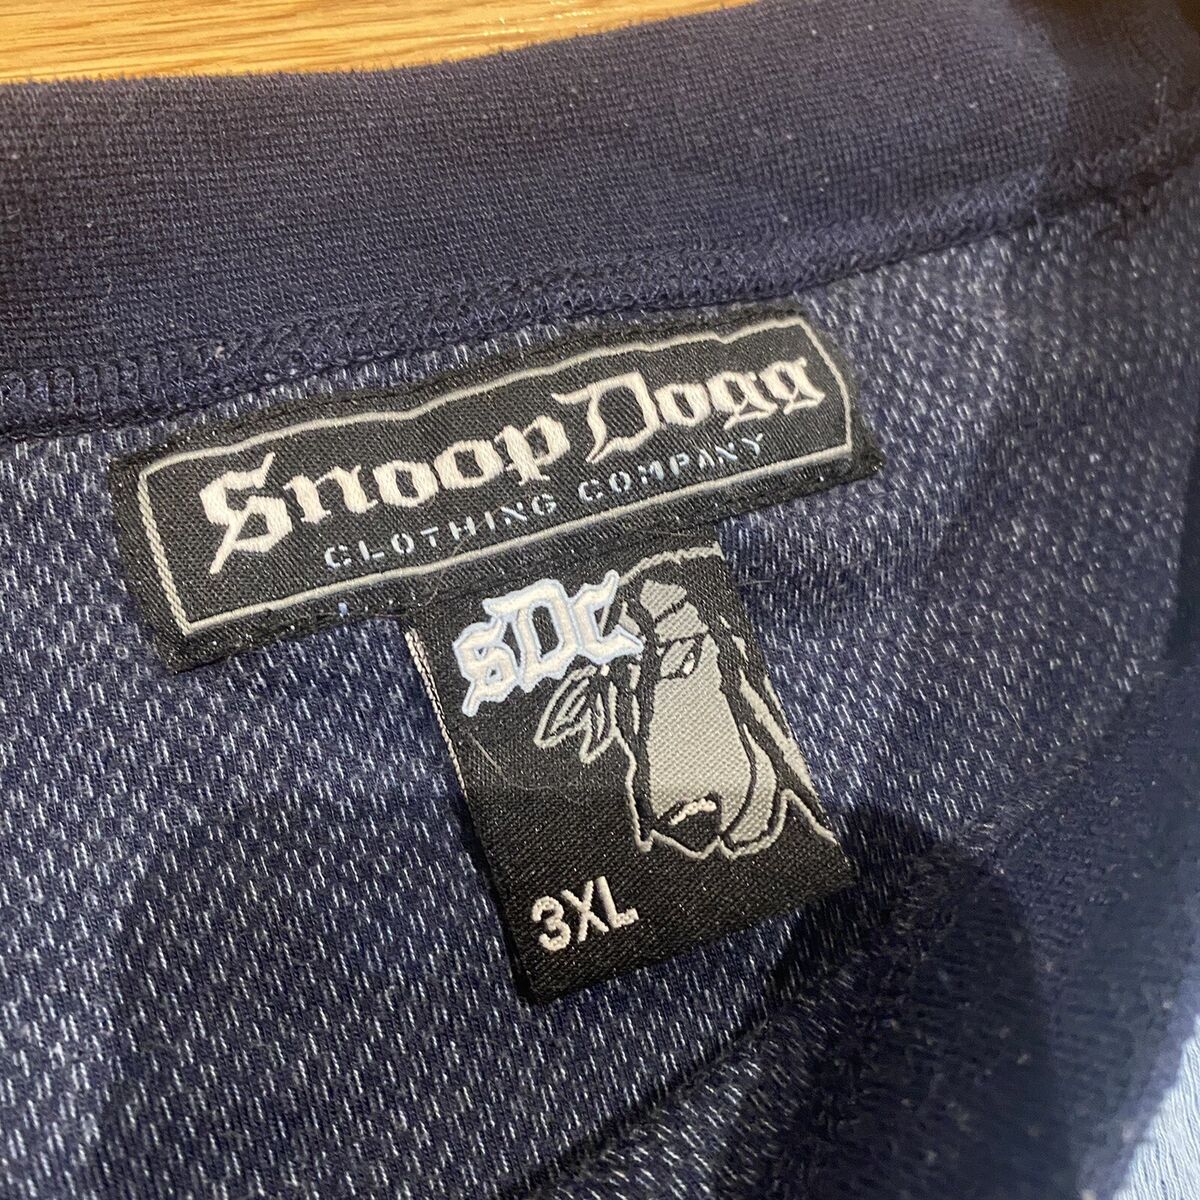 Snoop Dogg
CLOTHING COMPANY
SDC
3XL